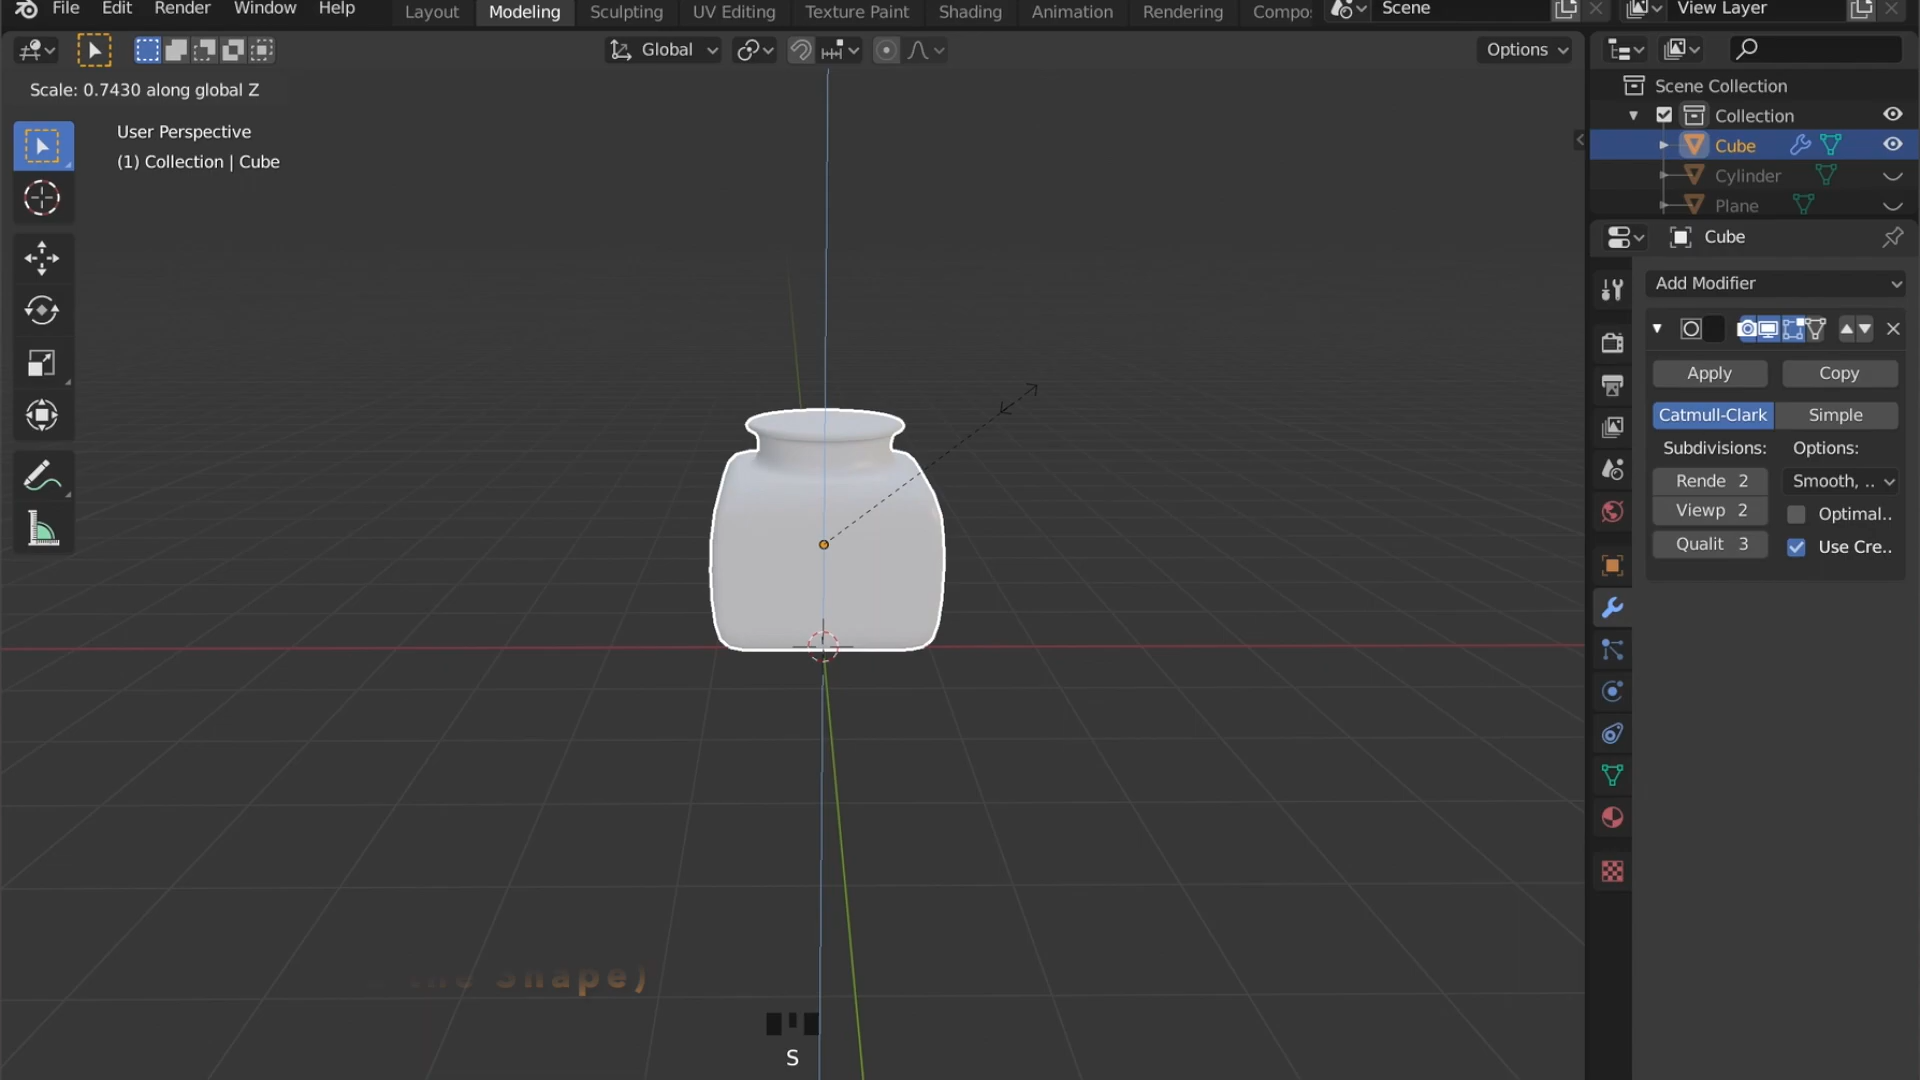 File Edit Render Window Help Layout Modeling Sculpting UV Editing Texture Paint Shading Animation Rendering Compo Scene View Layer
Global Options
Scale: 0.7430 along global Z
User Perspective
(1) Collection | Cube
Scene Collection
Collection
Cube
Cylinder
Plane
Cube
Add Modifier
Apply Copy
Catmull-Clark Simple
Subdivisions: Options:
Rende 2 Smooth, ..
Viewp 2 Optimal..
Qualit 3 Use Cre..
the Shape)
S